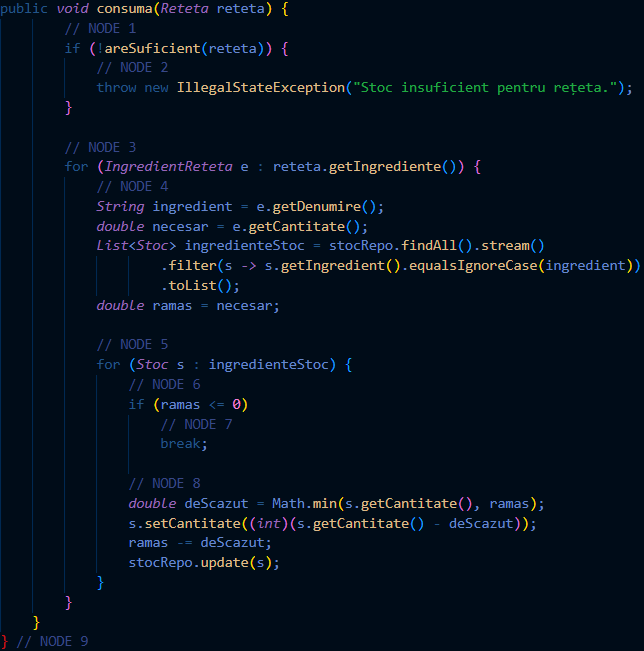 public void consuma(Reteta reteta) {
    // NODE 1
    if (!areSuficient(reteta)) {
        // NODE 2
        throw new IllegalStateException("Stoc insuficient pentru rețeta.");
    }

    // NODE 3
    for (IngredientReteta e : reteta.getIngrediente()) {
        // NODE 4
        String ingredient = e.getDenumire();
        double necesar = e.getCantitate();
        List<Stoc> ingredienteStoc = stocRepo.findAll().stream()
                .filter(s -> s.getIngredient().equalsIgnoreCase(ingredient))
                .toList();
        double ramas = necesar;

        // NODE 5
        for (Stoc s : ingredienteStoc) {
            // NODE 6
            if (ramas <= 0)
                // NODE 7
                break;

            // NODE 8
            double deScazut = Math.min(s.getCantitate(), ramas);
            s.setCantitate((int)(s.getCantitate() - deScazut));
            ramas -= deScazut;
            stocRepo.update(s);
        }
    }
    }
} // NODE 9